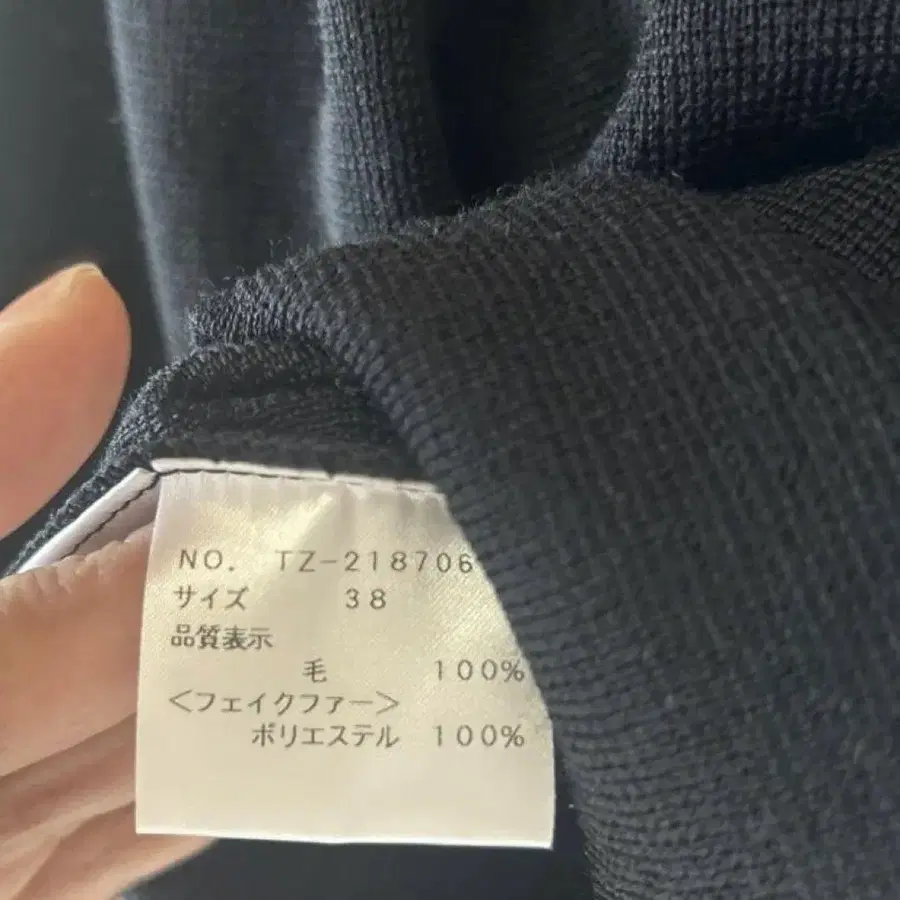 NO. TZ-218706
サイズ 38
品質表示
毛 100%
<フェイクファー>
ポリエステル 100%